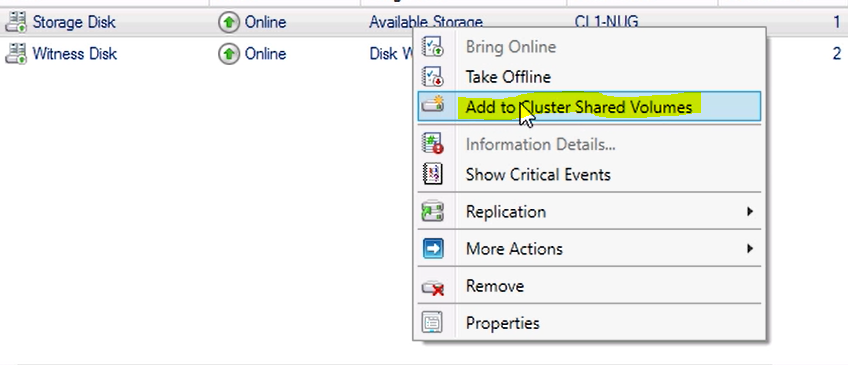 Storage Disk Online Available Storage CL1-NUG 1
Witness Disk Online Disk W 2
Bring Online
Take Offline
Add to Cluster Shared Volumes
Information Details...
Show Critical Events
Replication
More Actions
Remove
Properties